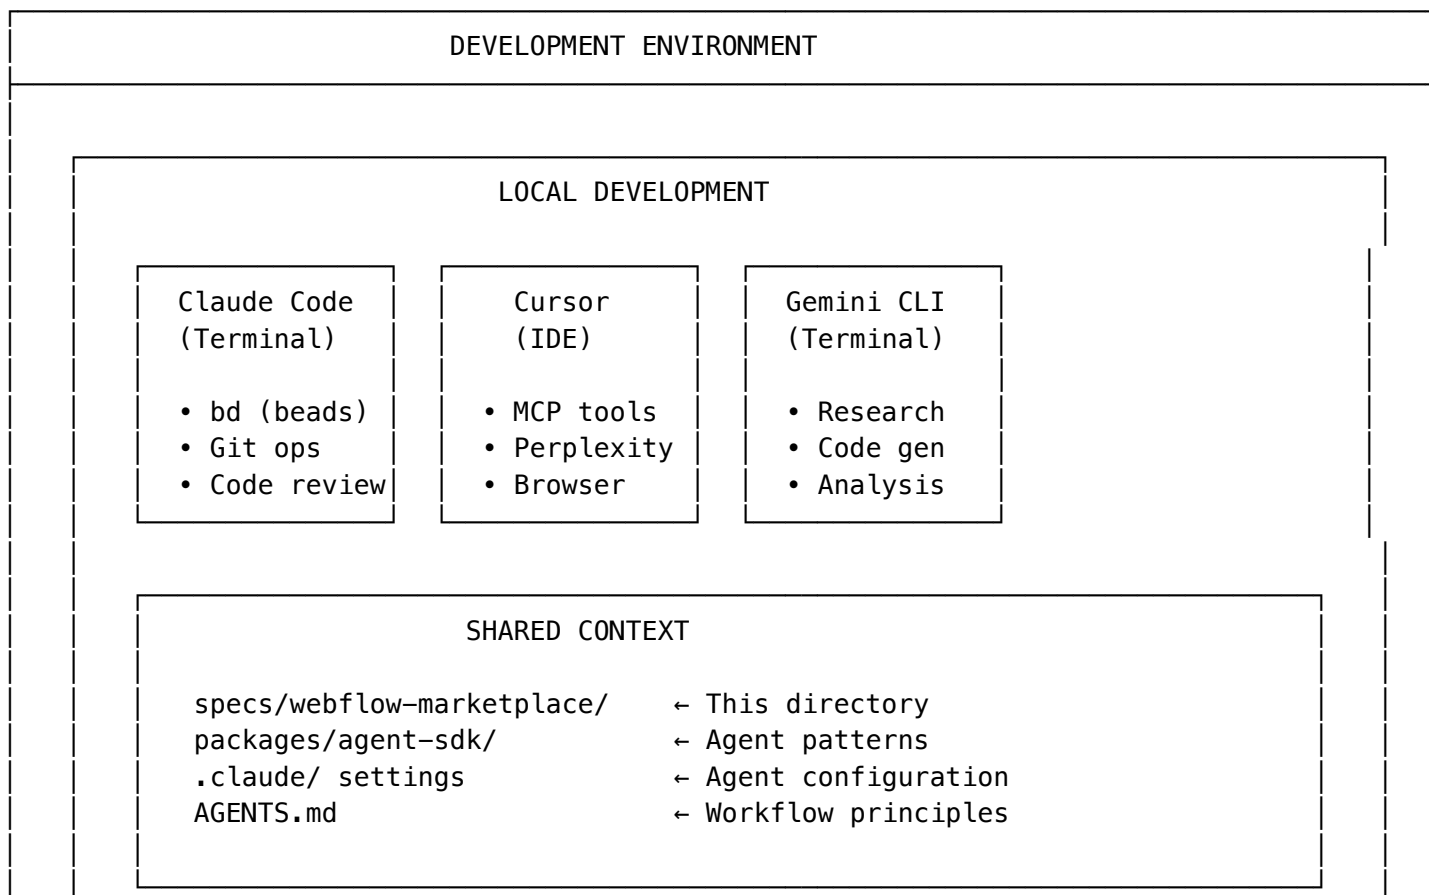 DEVELOPMENT ENVIRONMENT
LOCAL DEVELOPMENT
Claude Code
(Terminal)
• bd (beads)
• Git ops
• Code review
Cursor
(IDE)
• MCP tools
• Perplexity
• Browser
Gemini CLI
(Terminal)
• Research
• Code gen
• Analysis
SHARED CONTEXT
specs/webflow-marketplace/ ← This directory
packages/agent-sdk/ ← Agent patterns
.claude/ settings ← Agent configuration
AGENTS.md ← Workflow principles